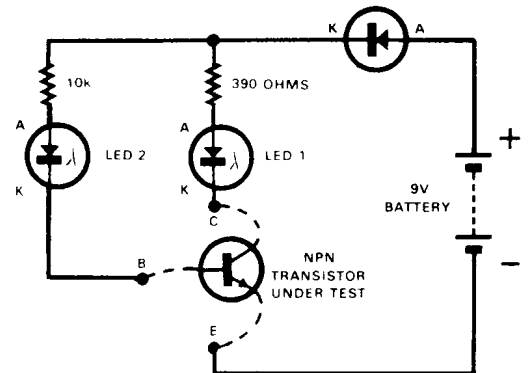 K A
10k
390 OHMS
A
A
LED 2
LED 1
K
K
C
+
9V
BATTERY
−
B
NPN
TRANSISTOR
UNDER TEST
E